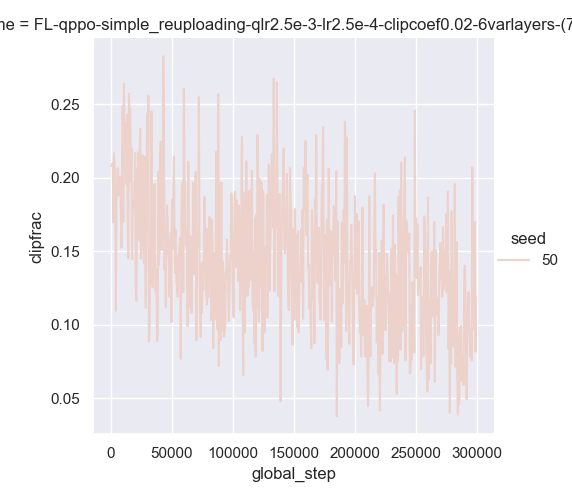 me = FL-qppo-simple_reuploading-qlr2.5e-3-lr2.5e-4-clipcoef0.02-6varlayers-(7
0.25
0.20
0.15
0.10
0.05
clipfrac
0 50000 100000 150000 200000 250000 300000
global_step
seed
50